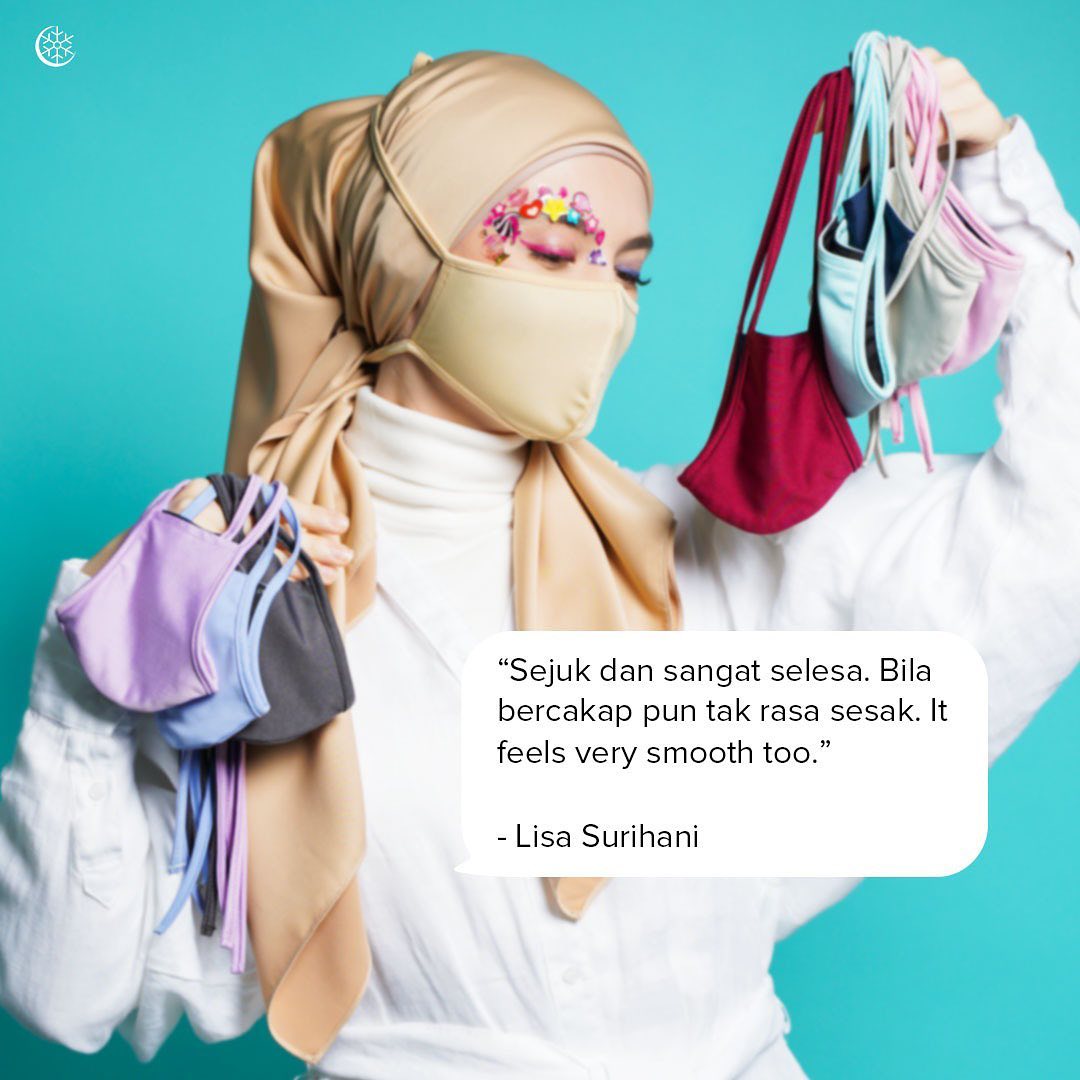 “Sejuk dan sangat selesa. Bila
bercakap pun tak rasa sesak. It
feels very smooth too.”
- Lisa Surihani